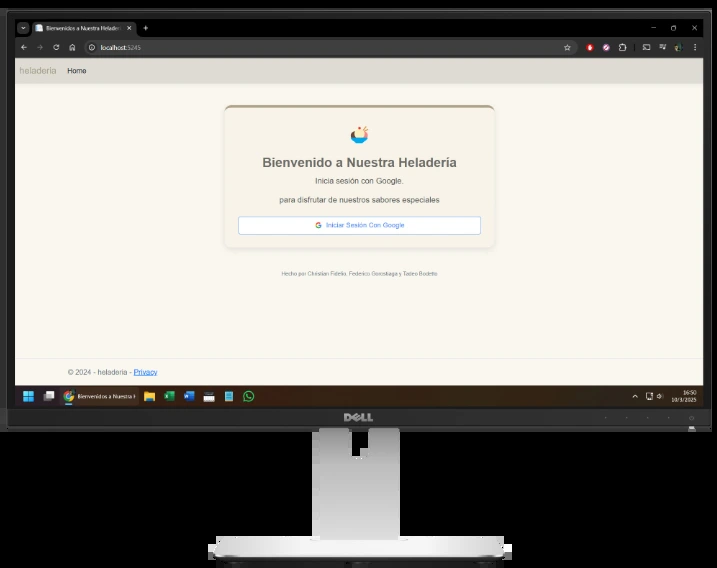 Bienvenidos a Nuestra Helader
localhost:5245
heladeria Home
Bienvenido a Nuestra Heladería
Inicia sesión con Google.
para disfrutar de nuestros sabores especiales
Iniciar Sesión Con Google
Hecho por Christian Fidelio, Federico Gorostiaga y Tadeo Bodetto
© 2024 - heladeria - Privacy
Bienvenidos a Nuestra H
16:50
10/3/2025
DELL